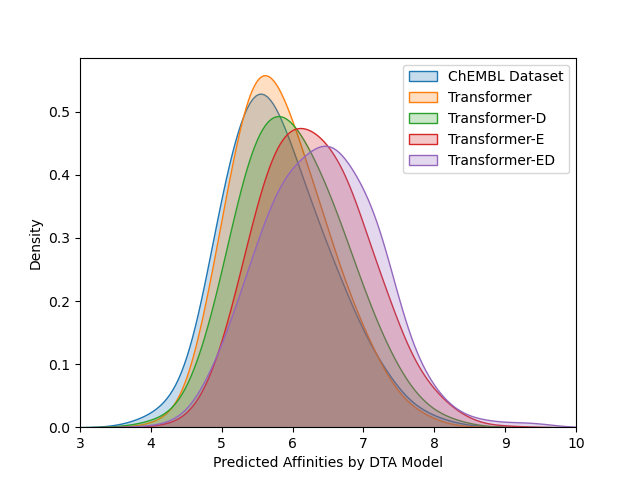 ChEMBL Dataset
Transformer
Transformer-D
Transformer-E
Transformer-ED
0.5
0.4
0.3
0.2
0.1
0.0
Density
3 4 5 6 7 8 9 10
Predicted Affinities by DTA Model